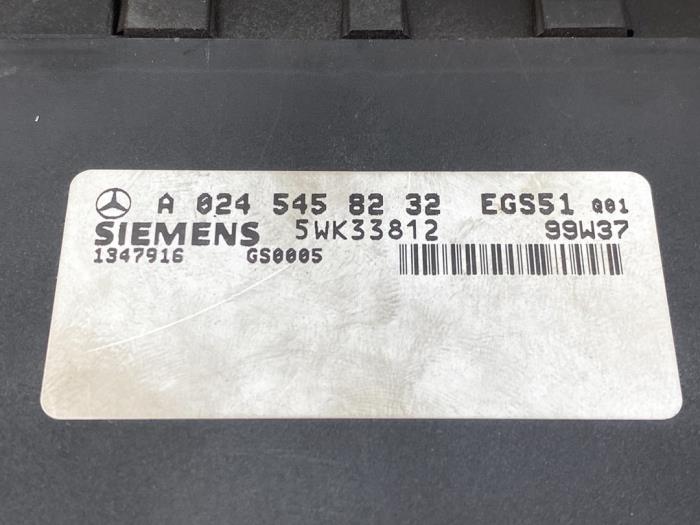 A 024 545 82 32 EGS51 Q01
SIEMENS 5WK33812 99W37
1347916 GS0005